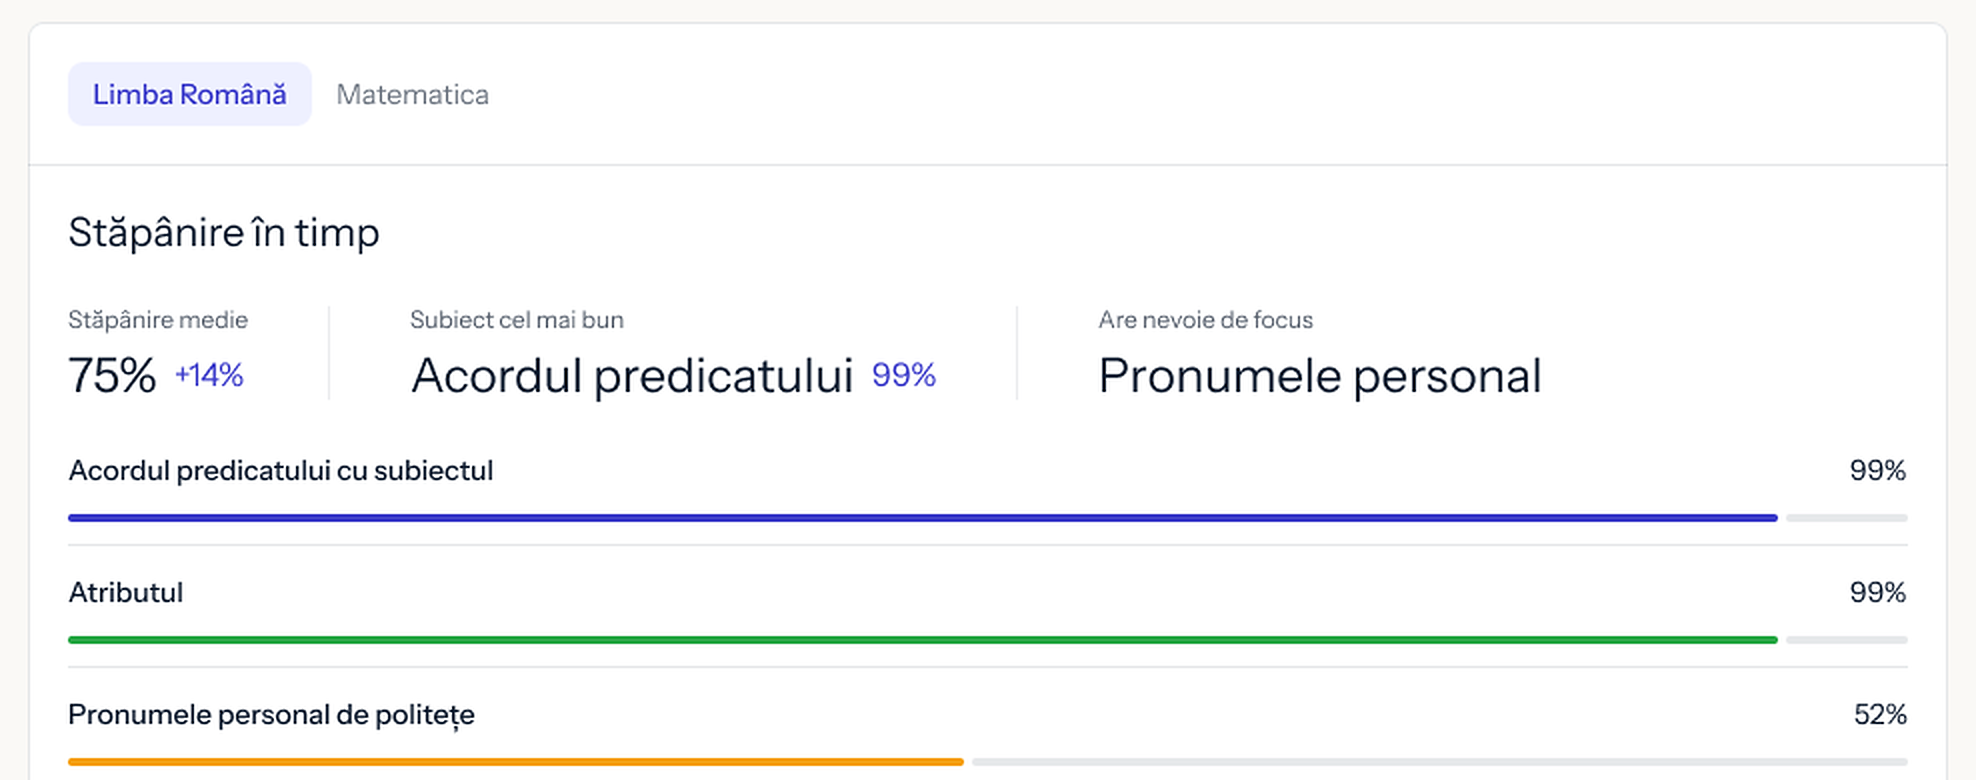 Limba Română Matematica
Stăpânire în timp
Stăpânire medie Subiect cel mai bun Are nevoie de focus
75% +14% Acordul predicatului 99% Pronumele personal
Acordul predicatului cu subiectul 99%
Atributul 99%
Pronumele personal de politețe 52%